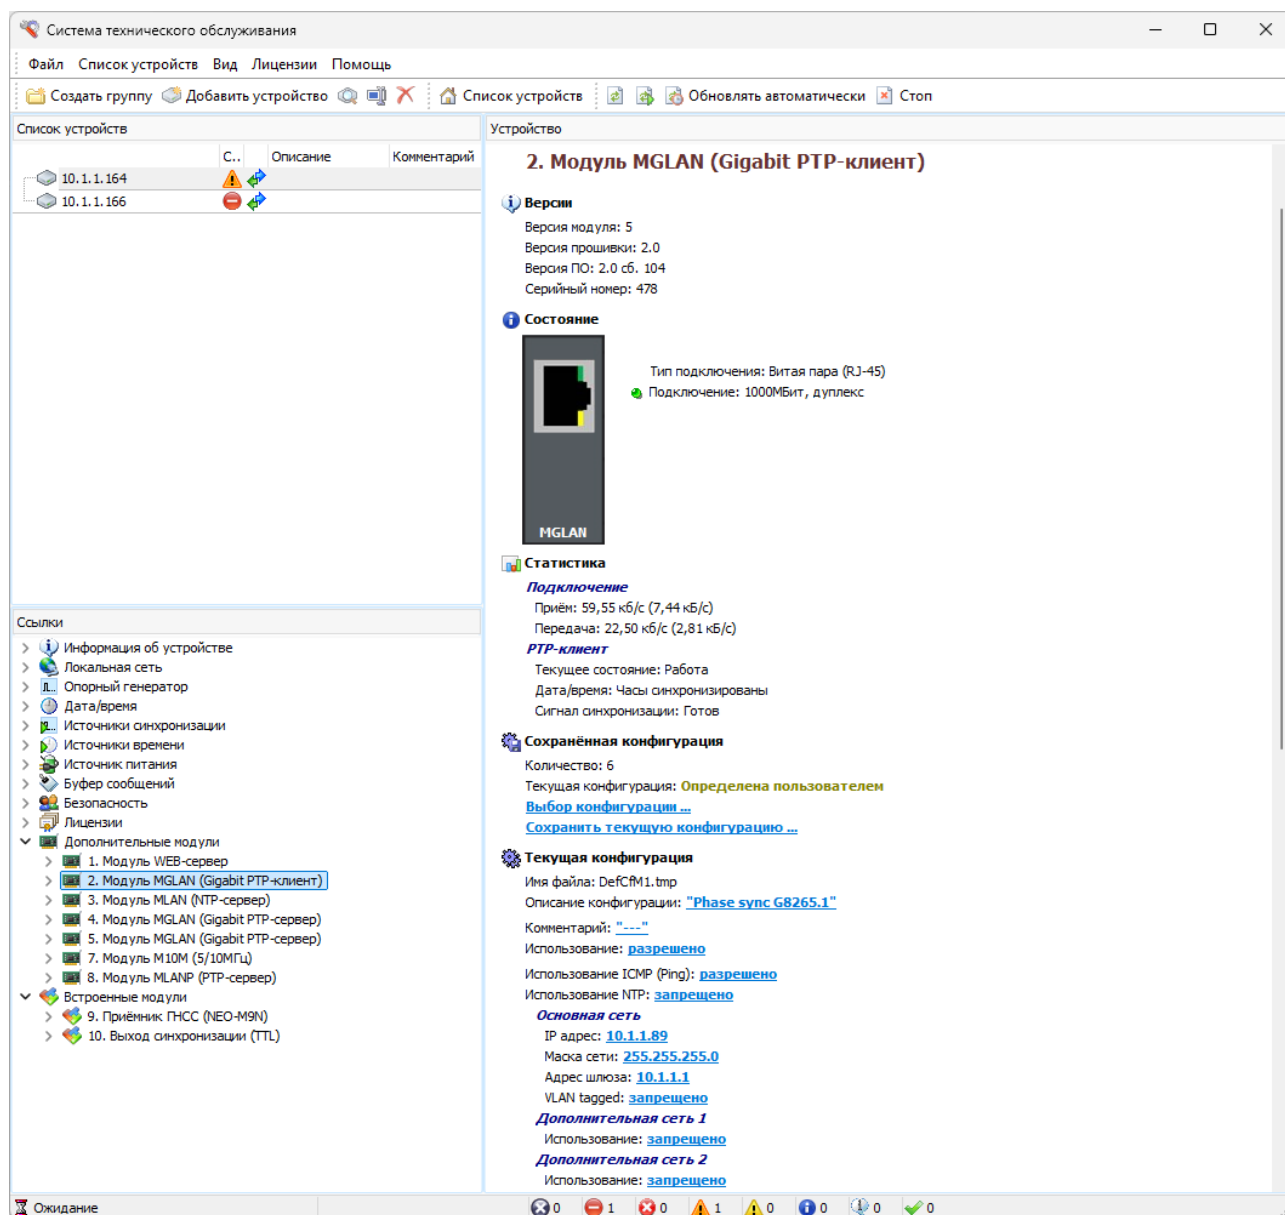 Система технического обслуживания
Файл Список устройств Вид Лицензии Помощь
Создать группу Добавить устройство Список устройств Обновлять автоматически Стоп
Список устройств
С.. Описание Комментарий
10.1.1.164
10.1.1.166
Ссылки
Информация об устройстве
Локальная сеть
Опорный генератор
Дата/время
Источники синхронизации
Источники времени
Источник питания
Буфер сообщений
Безопасность
Лицензии
Дополнительные модули
1. Модуль WEB-сервер
2. Модуль MGLAN (Gigabit PTP-клиент)
3. Модуль MLAN (NTP-сервер)
4. Модуль MGLAN (Gigabit PTP-сервер)
5. Модуль MGLAN (Gigabit PTP-сервер)
7. Модуль M10M (5/10МГц)
8. Модуль MLANP (PTP-сервер)
Встроенные модули
9. Приёмник ГНСС (NEO-M9N)
10. Выход синхронизации (TTL)
Устройство
2. Модуль MGLAN (Gigabit PTP-клиент)
Версии
Версия модуля: 5
Версия прошивки: 2.0
Версия ПО: 2.0 сб. 104
Серийный номер: 478
Состояние
Тип подключения: Витая пара (RJ-45)
Подключение: 1000МБит, дуплекс
MGLAN
Статистика
Подключение
Приём: 59,55 кб/с (7,44 кБ/с)
Передача: 22,50 кб/с (2,81 кБ/с)
PTP-клиент
Текущее состояние: Работа
Дата/время: Часы синхронизированы
Сигнал синхронизации: Готов
Сохранённая конфигурация
Количество: 6
Текущая конфигурация: Определена пользователем
Выбор конфигурации ...
Сохранить текущую конфигурацию ...
Текущая конфигурация
Имя файла: DefCfM1.tmp
Описание конфигурации: "Phase sync G8265.1"
Комментарий: "---"
Использование: разрешено
Использование ICMP (Ping): разрешено
Использование NTP: запрещено
Основная сеть
IP адрес: 10.1.1.89
Маска сети: 255.255.255.0
Адрес шлюза: 10.1.1.1
VLAN tagged: запрещено
Дополнительная сеть 1
Использование: запрещено
Дополнительная сеть 2
Использование: запрещено
Ожидание 0 1 0 1 0 0 0 0